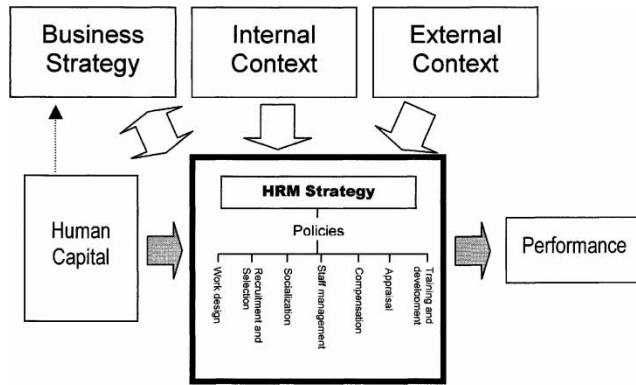 Business
Strategy
Internal
Context
External
Context
Human
Capital
HRM Strategy
Policies
Work design
Recruitment and
Selection
Socialization
Staff management
Compensation
Appraisal
Training and
development
Performance